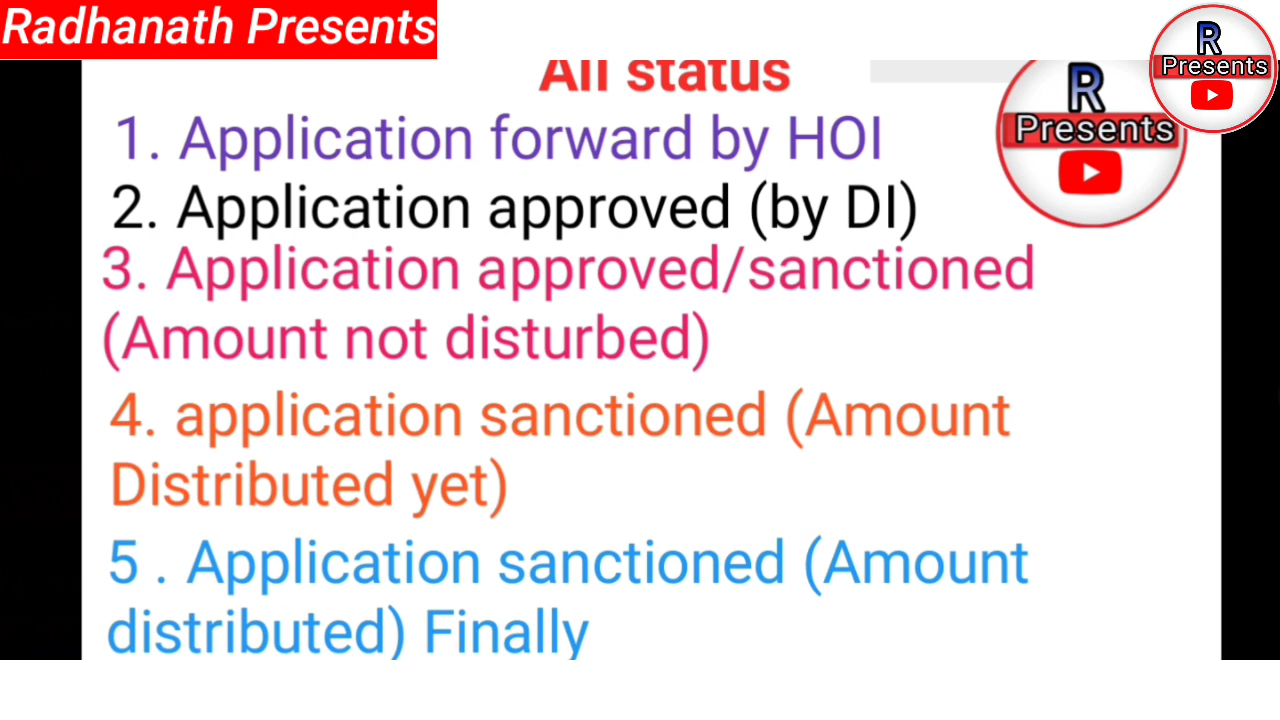 Radhanath Presents
R
Presents
All status
R
Presents
1. Application forward by HOI
2. Application approved (by DI)
3. Application approved/sanctioned
(Amount not disturbed)
4. application sanctioned (Amount
Distributed yet)
5 . Application sanctioned (Amount
distributed) Finally